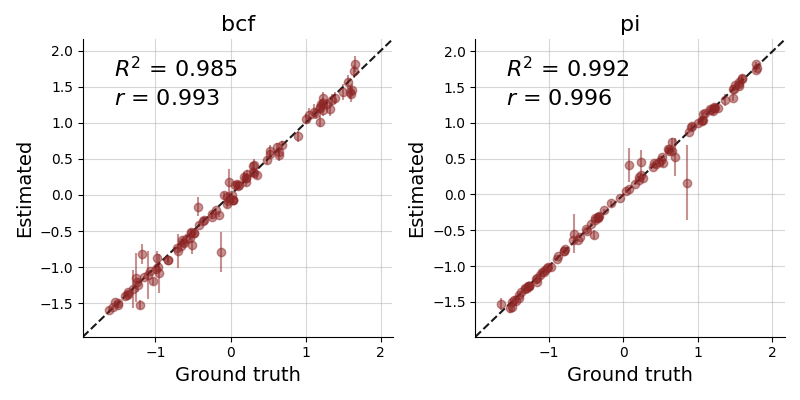 bcf
R² = 0.985
r = 0.993
2.0
1.5
1.0
0.5
0.0
−0.5
−1.0
−1.5
Estimated
−1 0 1 2
Ground truth
pi
R² = 0.992
r = 0.996
2.0
1.5
1.0
0.5
0.0
−0.5
−1.0
−1.5
Estimated
−1 0 1 2
Ground truth